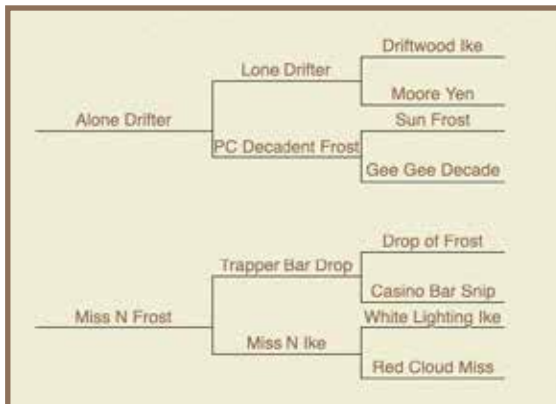 Driftwood Ike
Lone Drifter
Moore Yen
Alone Drifter
Sun Frost
PC Decadent Frost
Gee Gee Decade
Drop of Frost
Trapper Bar Drop
Casino Bar Snip
Miss N Frost
White Lighting Ike
Miss N Ike
Red Cloud Miss